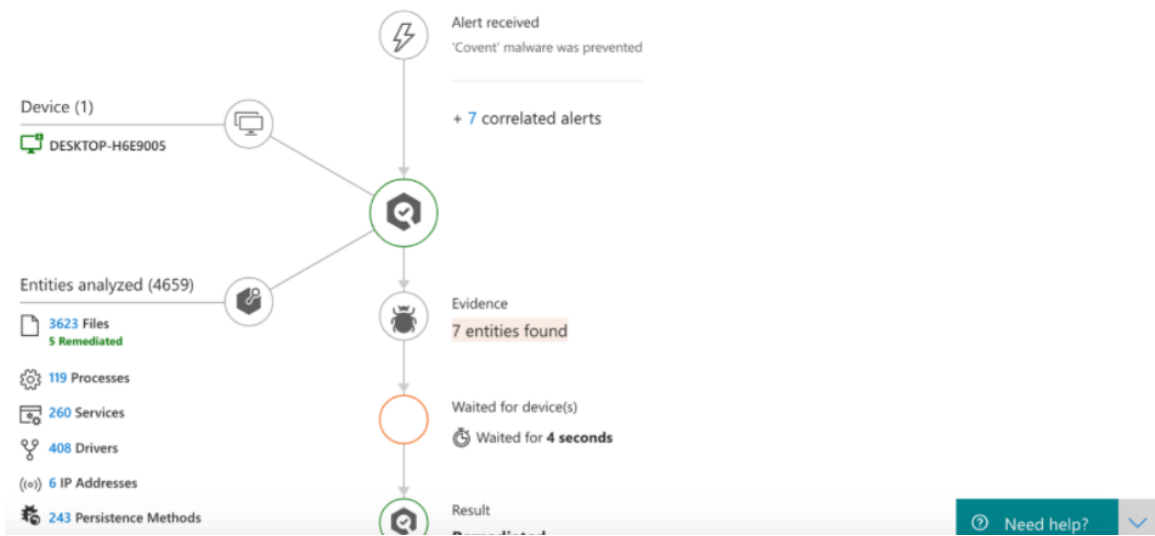 Alert received
'Covent' malware was prevented
+ 7 correlated alerts
Device (1)
DESKTOP-H6E9005
Entities analyzed (4659)
3623 Files
5 Remediated
119 Processes
260 Services
408 Drivers
6 IP Addresses
243 Persistence Methods
Evidence
7 entities found
Waited for device(s)
Waited for 4 seconds
Result
Remediated
Need help?